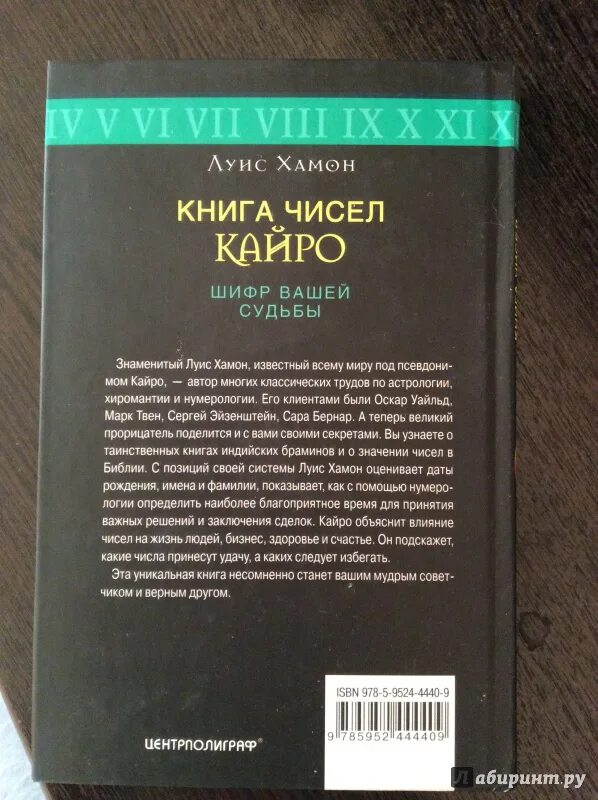 IV V VI VII VIII IX X XI X
Луис Хамон
КНИГА ЧИСЕЛ
КАЙРО
ШИФР ВАШЕЙ
СУДЬБЫ
Знаменитый Луис Хамон, известный всему миру под псевдони-
мом Кайро, — автор многих классических трудов по астрологии,
хиромантии и нумерологии. Его клиентами были Оскар Уайльд,
Марк Твен, Сергей Эйзенштейн, Сара Бернар. А теперь великий
прорицатель поделится и с вами своими секретами. Вы узнаете о
таинственных книгах индийских браминов и о значении чисел в
Библии. С позиций своей системы Луис Хамон оценивает даты
рождения, имена и фамилии, показывает, как с помощью нумеро-
логии определить наиболее благоприятное время для принятия
важных решений и заключения сделок. Кайро объяснит влияние
чисел на жизнь людей, бизнес, здоровье и счастье. Он подскажет,
какие числа принесут удачу, а каких следует избегать.
Эта уникальная книга несомненно станет вашим мудрым совет-
чиком и верным другом.
ISBN 978-5-9524-4440-9
9 785952 444409
ЦЕНТРПОЛИГРАФ®
Лабиринт.ру